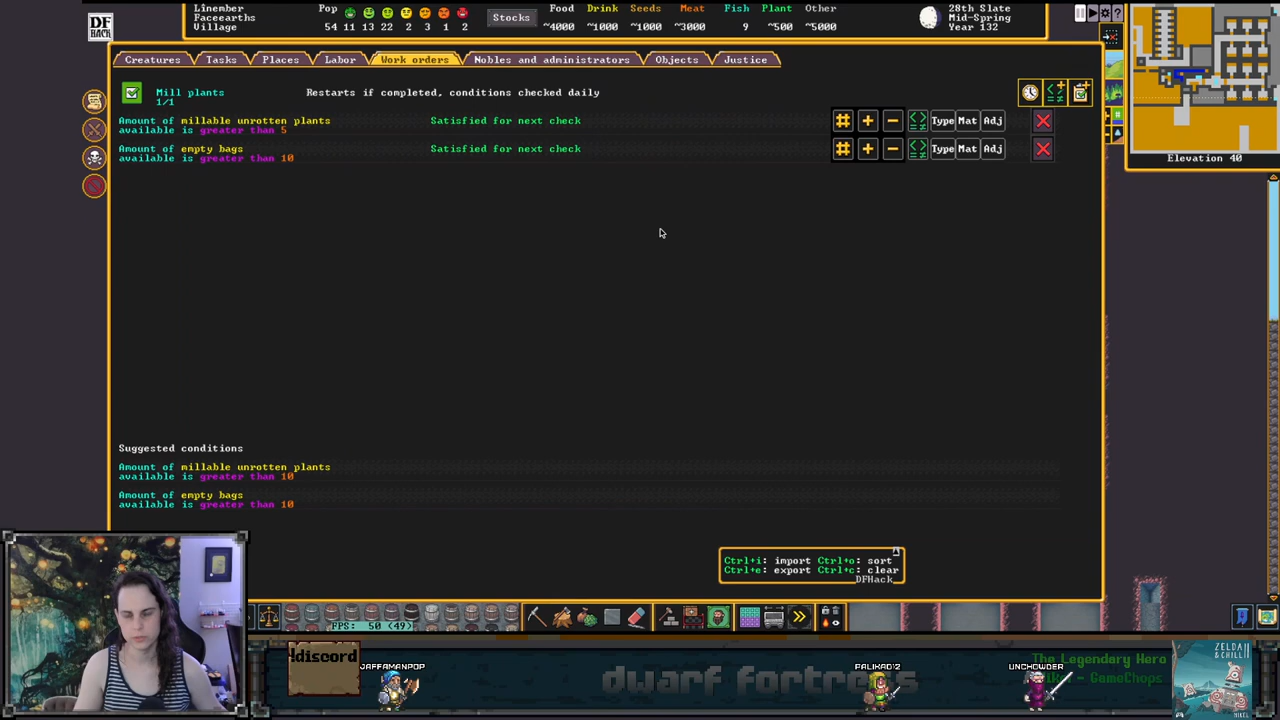 DF
HACK
Linember
Faceearths
Village
Pop
54 11 13 22 2 3 1 2
Stocks
Food Drink Seeds Meat Fish Plant Other
~4000 ~1000 ~1000 ~3000 9 ~500 ~5000
28th Slate
Mid-Spring
Year 132
Elevation 40
Creatures Tasks Places Labor Work orders Nobles and administrators Objects Justice
Mill plants
1/1
Restarts if completed, conditions checked daily
Amount of millable unrotten plants
available is greater than 5
Satisfied for next check
Type Mat Adj
Amount of empty bags
available is greater than 10
Satisfied for next check
Type Mat Adj
Suggested conditions
Amount of millable unrotten plants
available is greater than 10
Amount of empty bags
available is greater than 10
Ctrl+i: import Ctrl+o: sort
Ctrl+e: export Ctrl+c: clear
DFHack
FPS: 50 (49)
!discord
JAFFAMANPOP
dwarf fortress
PALIKAD12
UNCHOWDER
The Legendary Hero
- GameChops
ZELDA
& CHILL